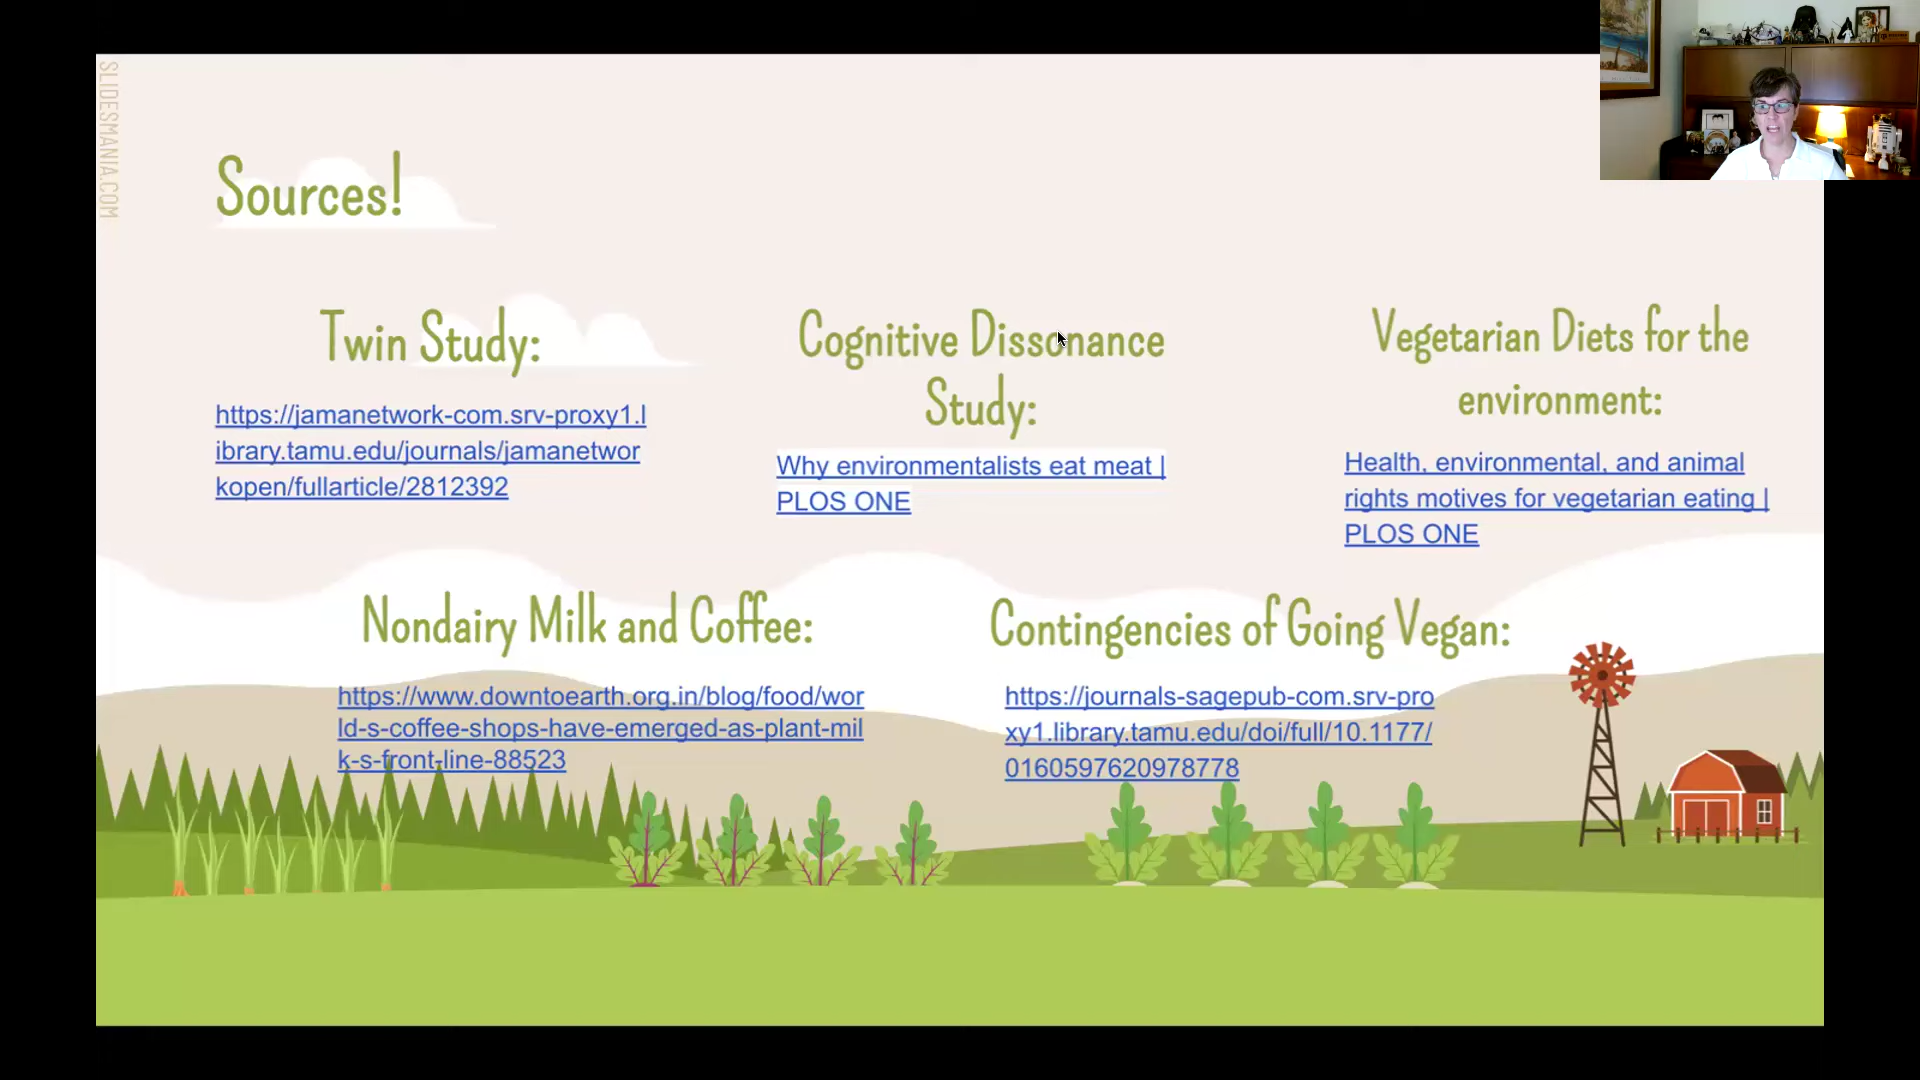 SLIDESMANIA.COM
Sources!
Twin Study:
https://jamanetwork-com.srv-proxy1.l
ibrary.tamu.edu/journals/jamanetwor
kopen/fullarticle/2812392
Cognitive Dissonance
Study:
Why environmentalists eat meat |
PLOS ONE
Vegetarian Diets for the
environment:
Health, environmental, and animal
rights motives for vegetarian eating |
PLOS ONE
Nondairy Milk and Coffee:
https://www.downtoearth.org.in/blog/food/wor
ld-s-coffee-shops-have-emerged-as-plant-mil
k-s-front-line-88523
Contingencies of Going Vegan:
https://journals-sagepub-com.srv-pro
xy1.library.tamu.edu/doi/full/10.1177/
0160597620978778